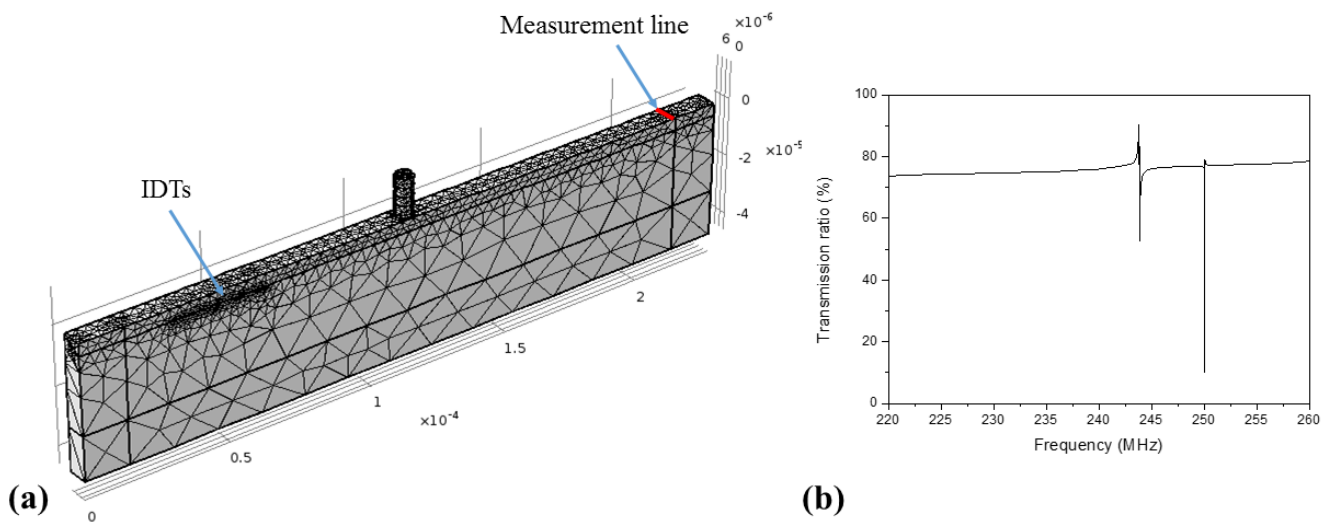 Measurement line
IDTs
6 ×10⁻⁶
0
0
-2 ×10⁻⁵
-4
2
1.5
1
×10⁻⁴
0.5
0
(a)
100
80
60
40
20
0
Transmission ratio (%)
220 225 230 235 240 245 250 255 260
Frequency (MHz)
(b)